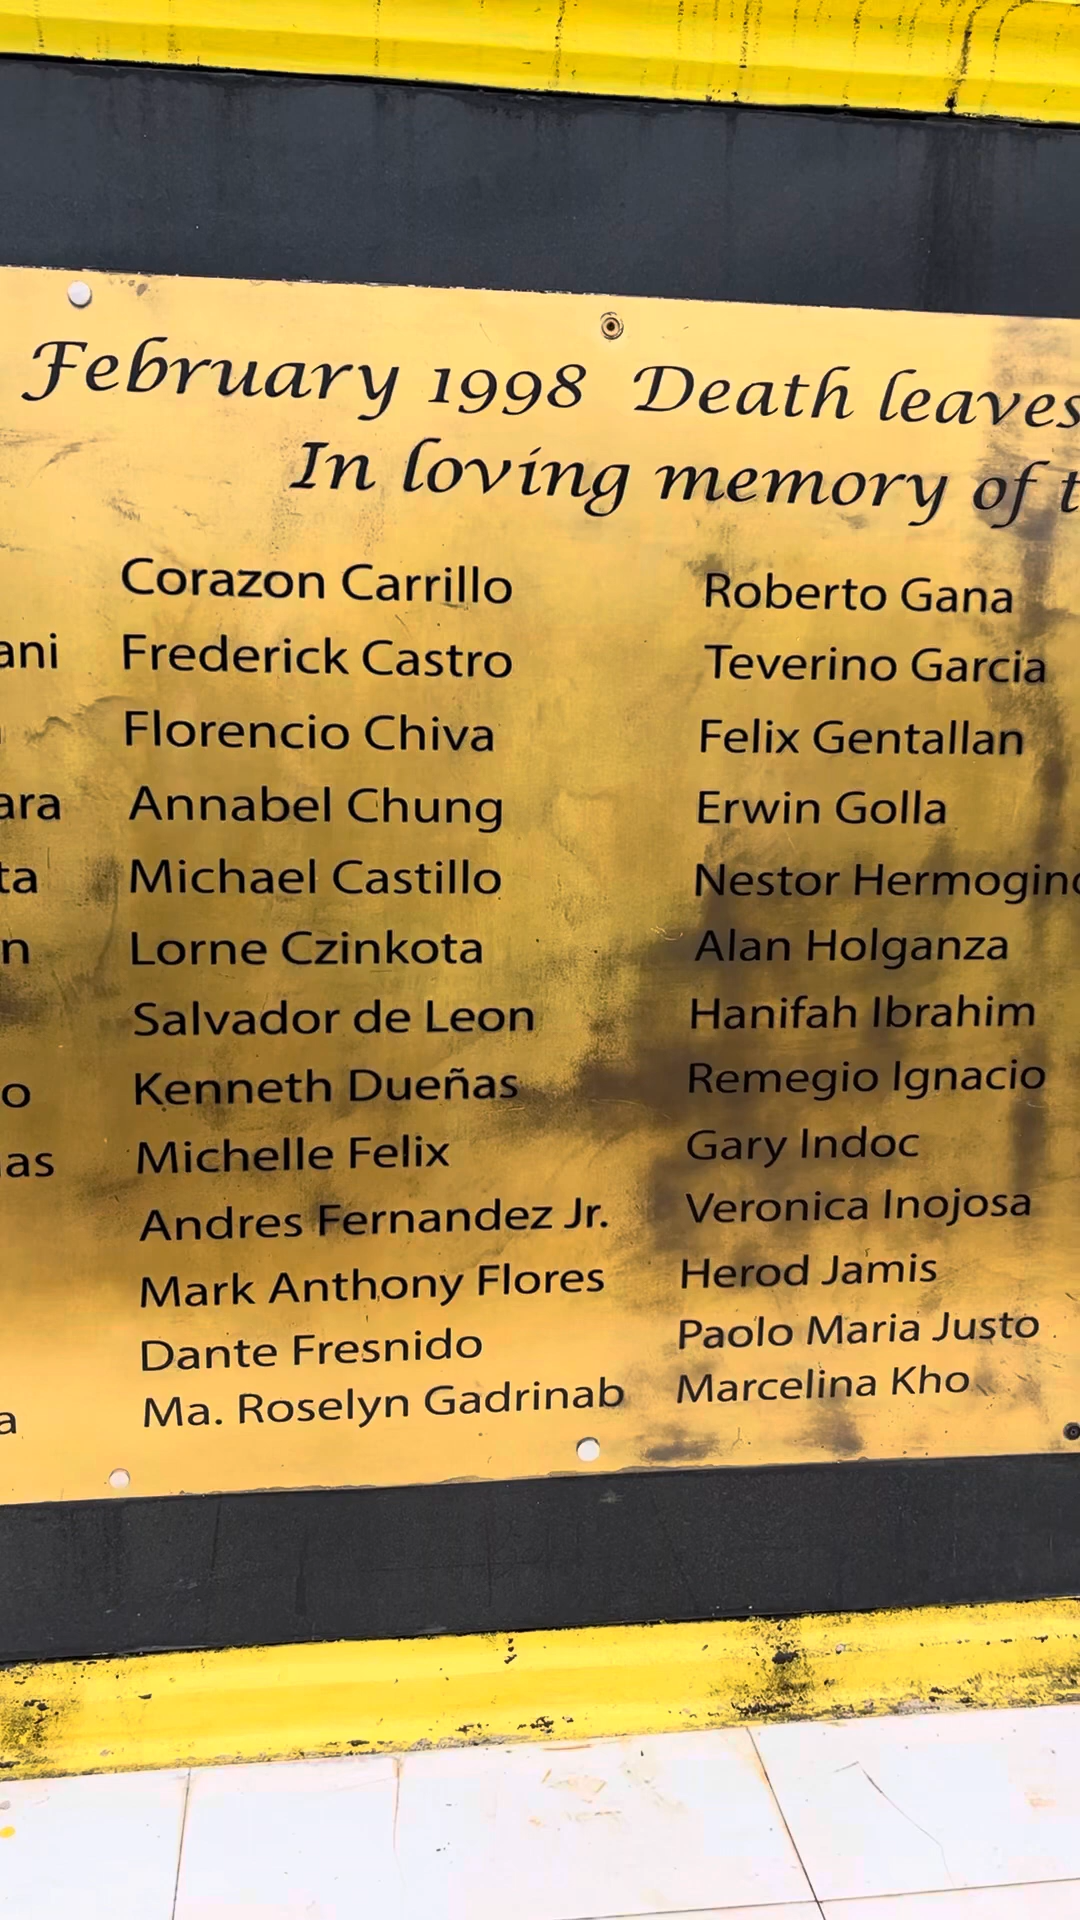 February 1998 Death leaves
In loving memory of
Corazon Carrillo
Frederick Castro
Florencio Chiva
Annabel Chung
Michael Castillo
Lorne Czinkota
Salvador de Leon
Kenneth Dueñas
Michelle Felix
Andres Fernandez Jr.
Mark Anthony Flores
Dante Fresnido
Ma. Roselyn Gadrinab
Roberto Gana
Teverino Garcia
Felix Gentallan
Erwin Golla
Nestor
Alan Holganza
Hanifah Ibrahim
Remegio Ignacio
Gary Indoc
Veronica Inojosa
Herod Jamis
Paolo Maria Justo
Marcelina Kho